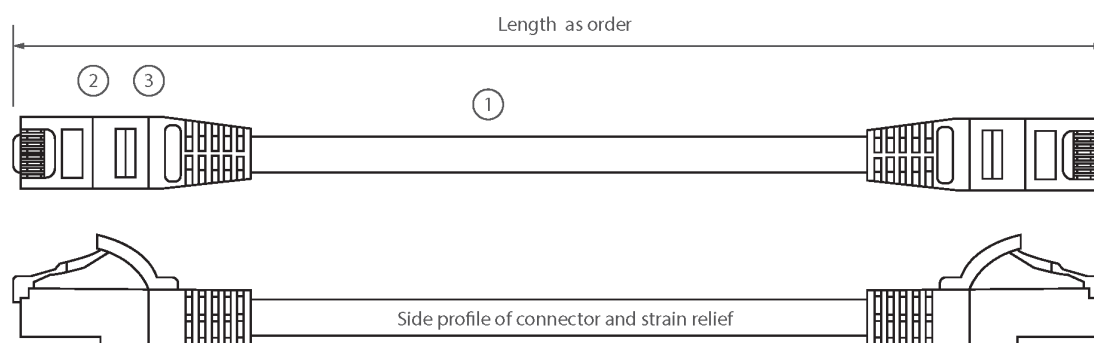 Length as order
2
3
1
Side profile of connector and strain relief